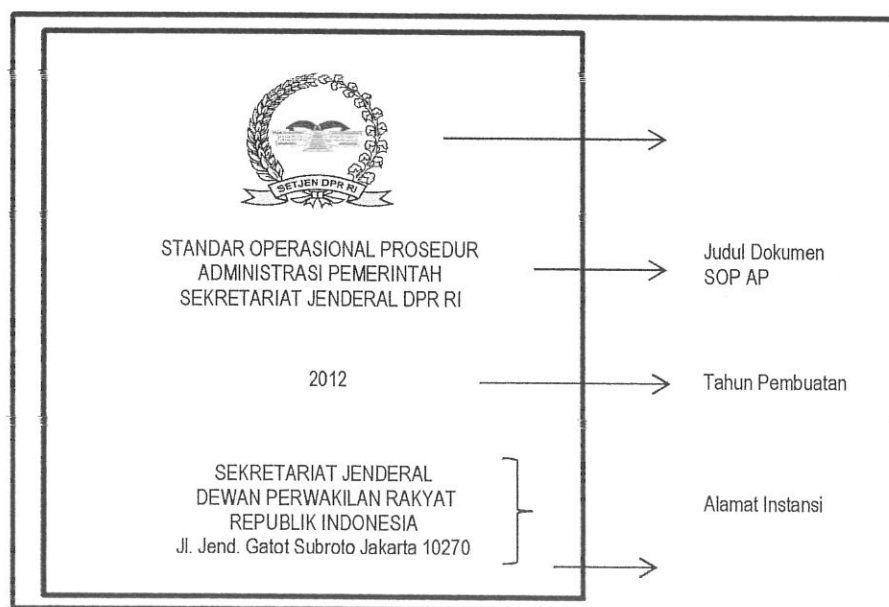 SETJEN DPR RI
STANDAR OPERASIONAL PROSEDUR
ADMINISTRASI PEMERINTAH
SEKRETARIAT JENDERAL DPR RI
Judul Dokumen
SOP AP
2012
Tahun Pembuatan
SEKRETARIAT JENDERAL
DEWAN PERWAKILAN RAKYAT
REPUBLIK INDONESIA
Jl. Jend. Gatot Subroto Jakarta 10270
Alamat Instansi